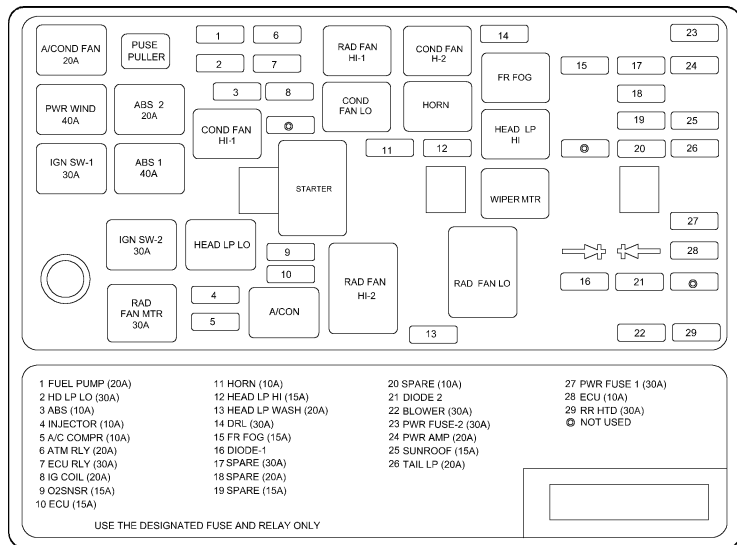 A/COND FAN
20A
PUSE
PULLER
1
6
2
7
3
8
RAD FAN
HI-1
COND FAN
H-2
14
23
FR FOG
15
17
24
18
PWR WIND
40A
ABS 2
20A
COND FAN
HI-1
COND
FAN LO
HORN
HEAD LP
HI
19
25
11
12
20
26
IGN SW-1
30A
ABS 1
40A
STARTER
WIPER MTR
IGN SW-2
30A
HEAD LP LO
9
10
RAD FAN
HI-2
RAD FAN LO
27
28
16
21
RAD
FAN MTR
30A
4
5
A/CON
13
22
29
1 FUEL PUMP (20A)
2 HD LP LO (30A)
3 ABS (10A)
4 INJECTOR (10A)
5 A/C COMPR (10A)
6 ATM RLY (20A)
7 ECU RLY (30A)
8 IG COIL (20A)
9 O2SNSR (15A)
10 ECU (15A)
11 HORN (10A)
12 HEAD LP HI (15A)
13 HEAD LP WASH (20A)
14 DRL (30A)
15 FR FOG (15A)
16 DIODE-1
17 SPARE (30A)
18 SPARE (20A)
19 SPARE (15A)
20 SPARE (10A)
21 DIODE 2
22 BLOWER (30A)
23 PWR FUSE-2 (30A)
24 PWR AMP (20A)
25 SUNROOF (15A)
26 TAIL LP (20A)
27 PWR FUSE 1 (30A)
28 ECU (10A)
29 RR HTD (30A)
◎ NOT USED
USE THE DESIGNATED FUSE AND RELAY ONLY